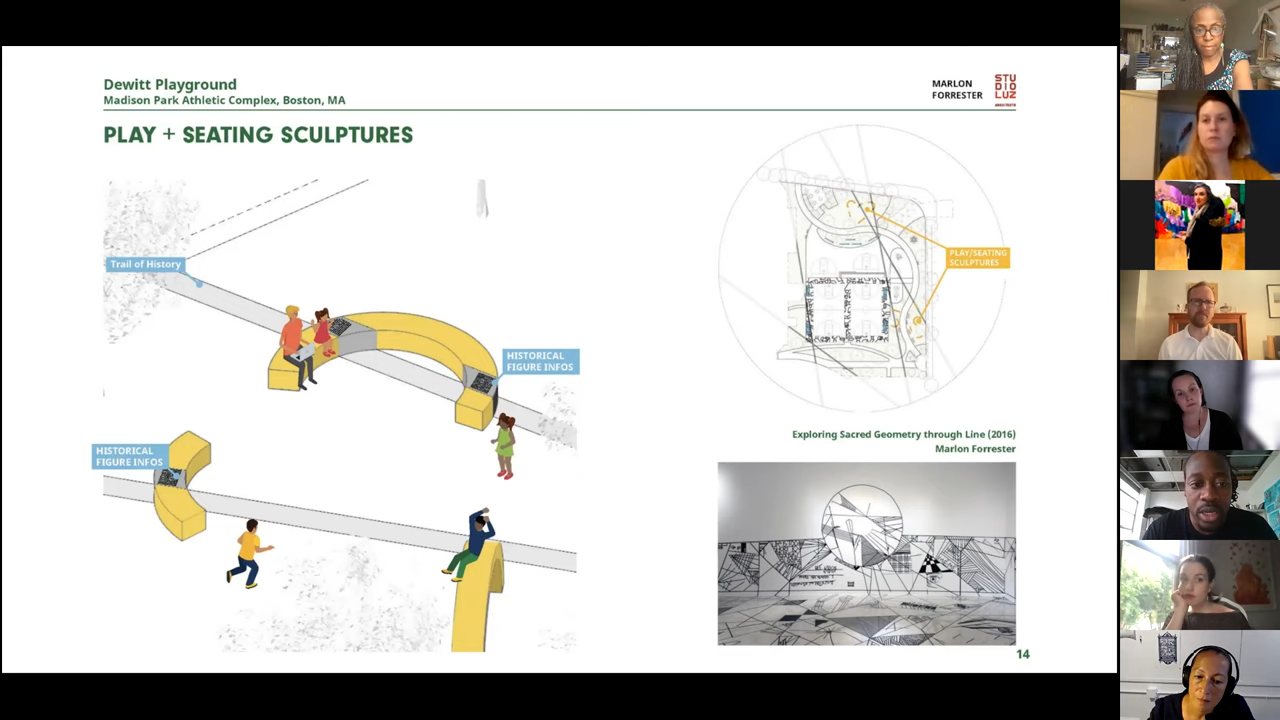 Dewitt Playground
Madison Park Athletic Complex, Boston, MA
MARLON
FORRESTER
STU
DIO
LUZ
ARCHITECTS
PLAY + SEATING SCULPTURES
Trail of History
HISTORICAL
FIGURE INFOS
HISTORICAL
FIGURE INFOS
PLAY/SEATING
SCULPTURES
Exploring Sacred Geometry through Line (2016)
Marlon Forrester
14